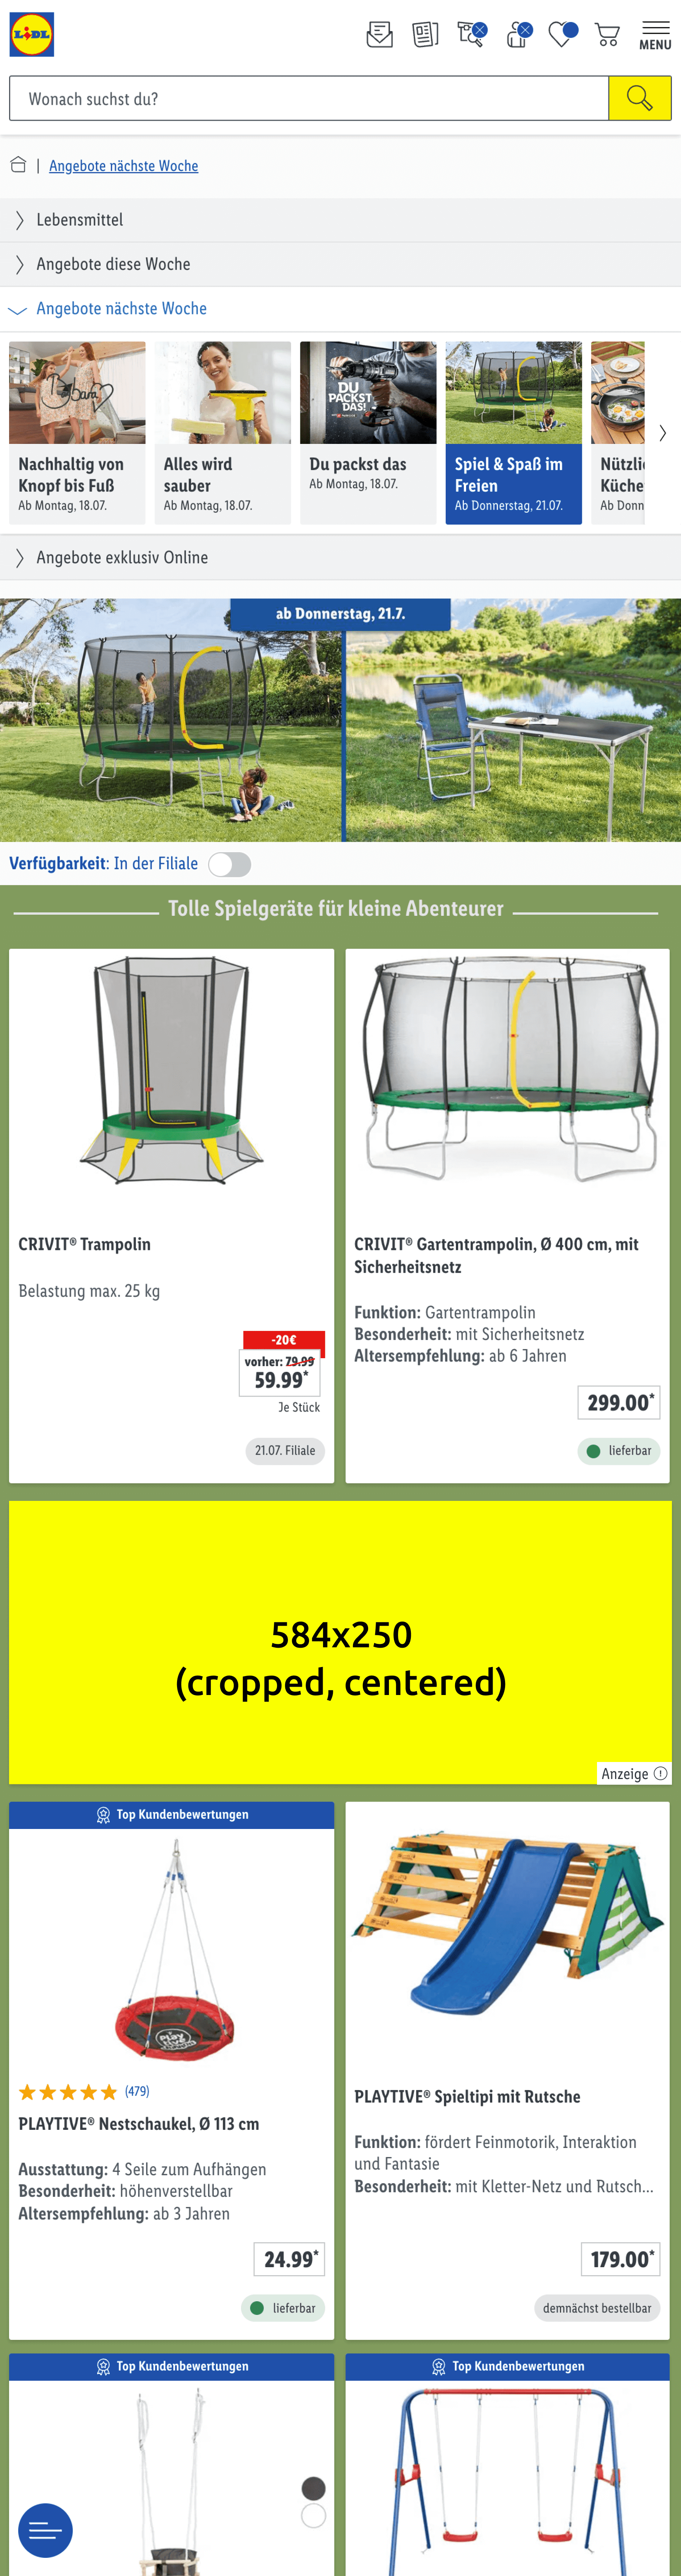 LIDL
MENU
Wonach suchst du?
| Angebote nächste Woche
Lebensmittel
Angebote diese Woche
Angebote nächste Woche
Bara
DU
PACKST
DAS!
Nachhaltig von
Knopf bis Fuß
Ab Montag, 18.07.
Alles wird
sauber
Ab Montag, 18.07.
Du packst das
Ab Montag, 18.07.
Spiel & Spaß im
Freien
Ab Donnerstag, 21.07.
Nützli
Küche
Ab Donn
Angebote exklusiv Online
ab Donnerstag, 21.7.
Verfügbarkeit: In der Filiale
Tolle Spielgeräte für kleine Abenteurer
CRIVIT® Trampolin
Belastung max. 25 kg
-20€
vorher: 79.99
59.99*
Je Stück
21.07. Filiale
CRIVIT® Gartentrampolin, Ø 400 cm, mit
Sicherheitsnetz
Funktion: Gartentrampolin
Besonderheit: mit Sicherheitsnetz
Altersempfehlung: ab 6 Jahren
299.00*
lieferbar
584x250
(cropped, centered)
Anzeige
Top Kundenbewertungen
PLAYTIVE
(479)
PLAYTIVE® Nestschaukel, Ø 113 cm
Ausstattung: 4 Seile zum Aufhängen
Besonderheit: höhenverstellbar
Altersempfehlung: ab 3 Jahren
24.99*
lieferbar
PLAYTIVE® Spieltipi mit Rutsche
Funktion: fördert Feinmotorik, Interaktion
und Fantasie
Besonderheit: mit Kletter-Netz und Rutsch...
179.00*
demnächst bestellbar
Top Kundenbewertungen
Top Kundenbewertungen